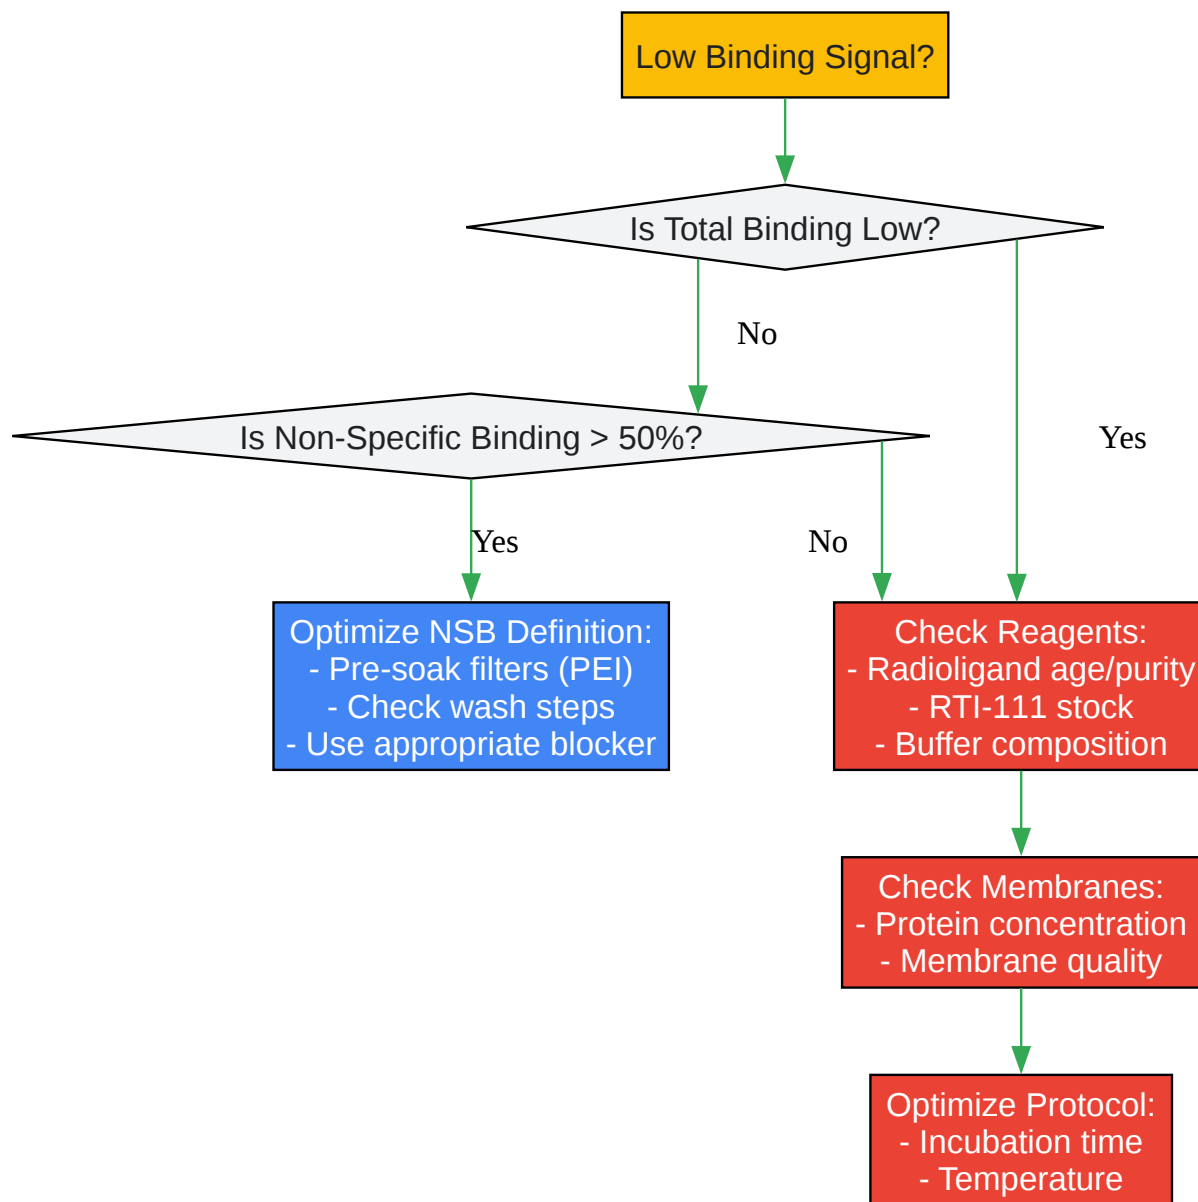 Low Binding Signal?
Is Total Binding Low?
No
Is Non-Specific Binding > 50%?
Yes
Yes
No
Optimize NSB Definition:
- Pre-soak filters (PEI)
- Check wash steps
- Use appropriate blocker
Check Reagents:
- Radioligand age/purity
- RTI-111 stock
- Buffer composition
Check Membranes:
- Protein concentration
- Membrane quality
Optimize Protocol:
- Incubation time
- Temperature